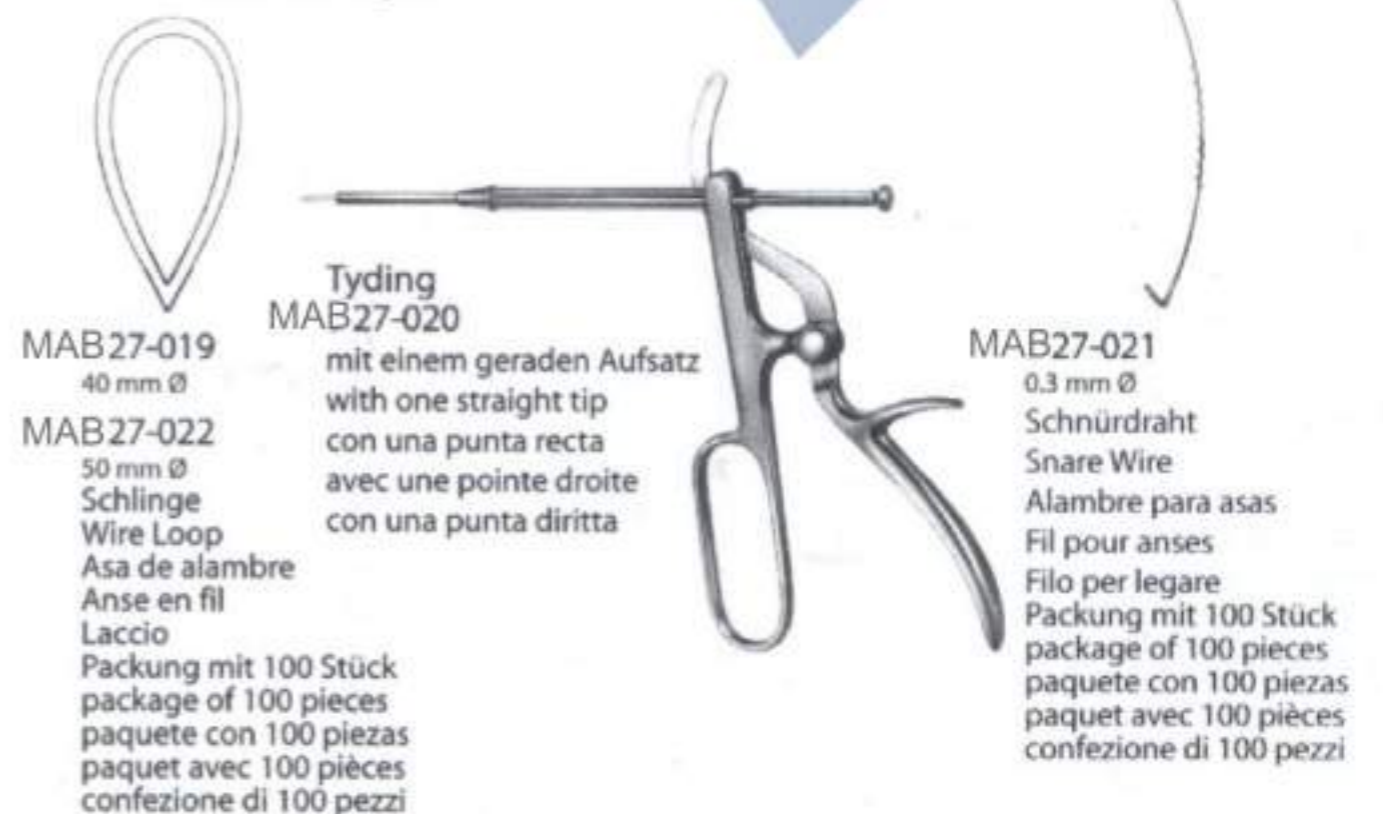 MAB27-019
40 mm Ø
MAB27-022
50 mm Ø
Schlinge
Wire Loop
Asa de alambre
Anse en fil
Laccio
Packung mit 100 Stück
package of 100 pieces
paquete con 100 piezas
paquet avec 100 pièces
confezione di 100 pezzi
Tyding
MAB27-020
mit einem geraden Aufsatz
with one straight tip
con una punta recta
avec une pointe droite
con una punta diritta
MAB27-021
0.3 mm Ø
Schnürdraht
Snare Wire
Alambre para asas
Fil pour anses
Filo per legare
Packung mit 100 Stück
package of 100 pieces
paquete con 100 piezas
paquet avec 100 pièces
confezione di 100 pezzi